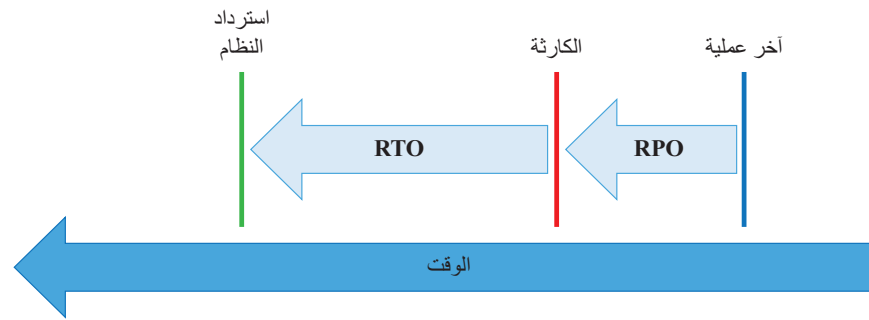 آخر عملية
الكارثة
استرداد
النظام
RPO
RTO
الوقت